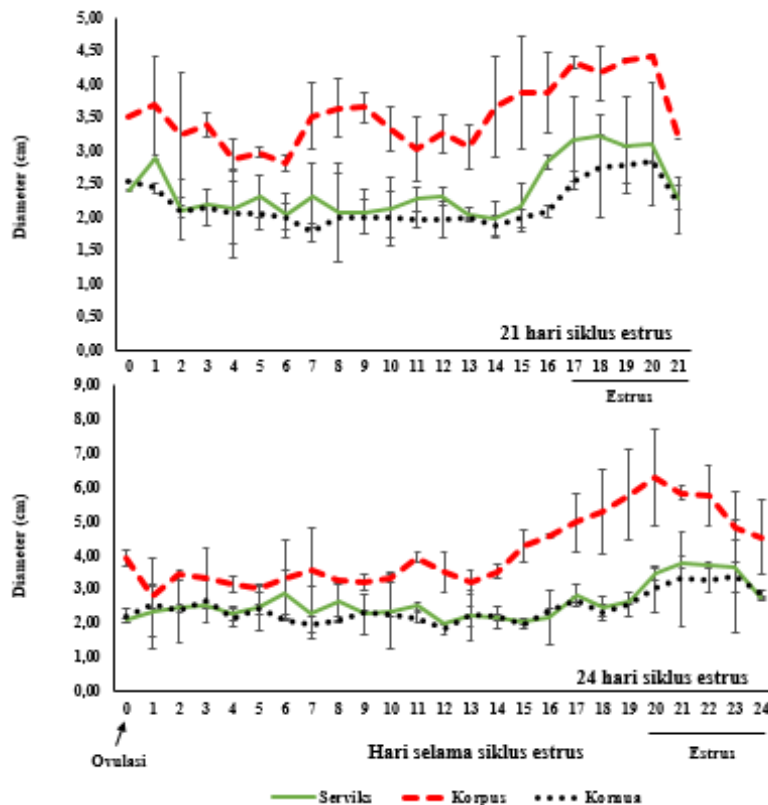 Diameter (cm)
5,00
4,50
4,00
3,50
3,00
2,50
2,00
1,50
1,00
0,50
0,00
21 hari siklus estrus
0 1 2 3 4 5 6 7 8 9 10 11 12 13 14 15 16 17 18 19 20 21
Estrus
Diameter (cm)
9,00
8,00
7,00
6,00
5,00
4,00
3,00
2,00
1,00
0,00
24 hari siklus estrus
0 1 2 3 4 5 6 7 8 9 10 11 12 13 14 15 16 17 18 19 20 21 22 23 24
Ovulasi
Hari selama siklus estrus
Estrus
Serviks Korpus Kornua